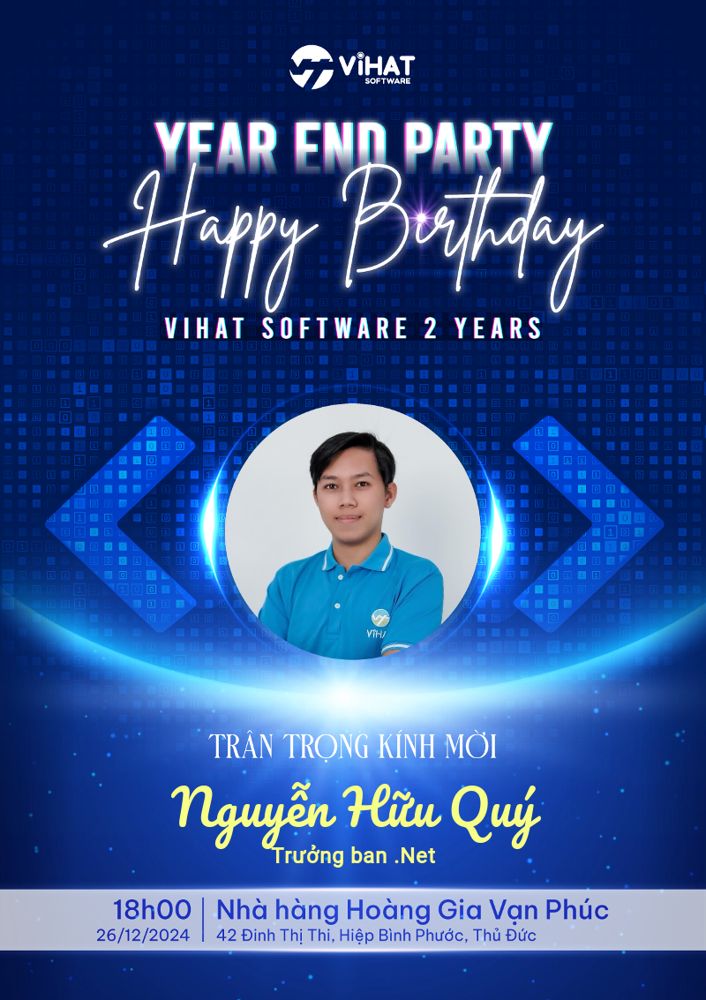 ViHAT
SOFTWARE
YEAR END PARTY
Happy Birthday
VIHAT SOFTWARE 2 YEARS
ViHAT
TRÂN TRỌNG KÍNH MỜI
Nguyễn Hữu Quý
Trưởng ban .Net
18h00
26/12/2024
Nhà hàng Hoàng Gia Vạn Phúc
42 Đinh Thị Thi, Hiệp Bình Phước, Thủ Đức